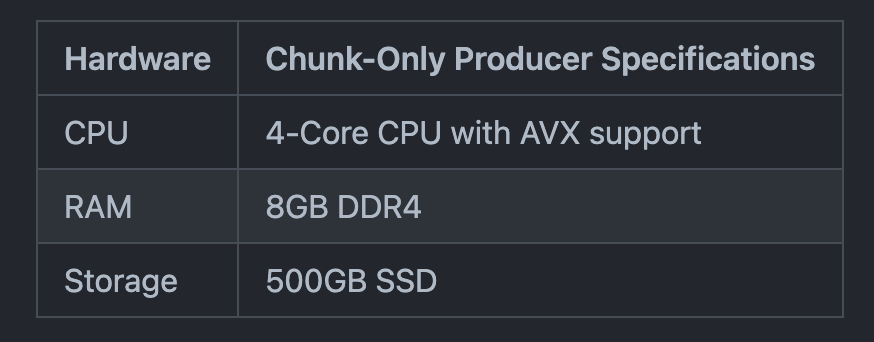 Hardware Chunk-Only Producer Specifications
CPU 4-Core CPU with AVX support
RAM 8GB DDR4
Storage 500GB SSD